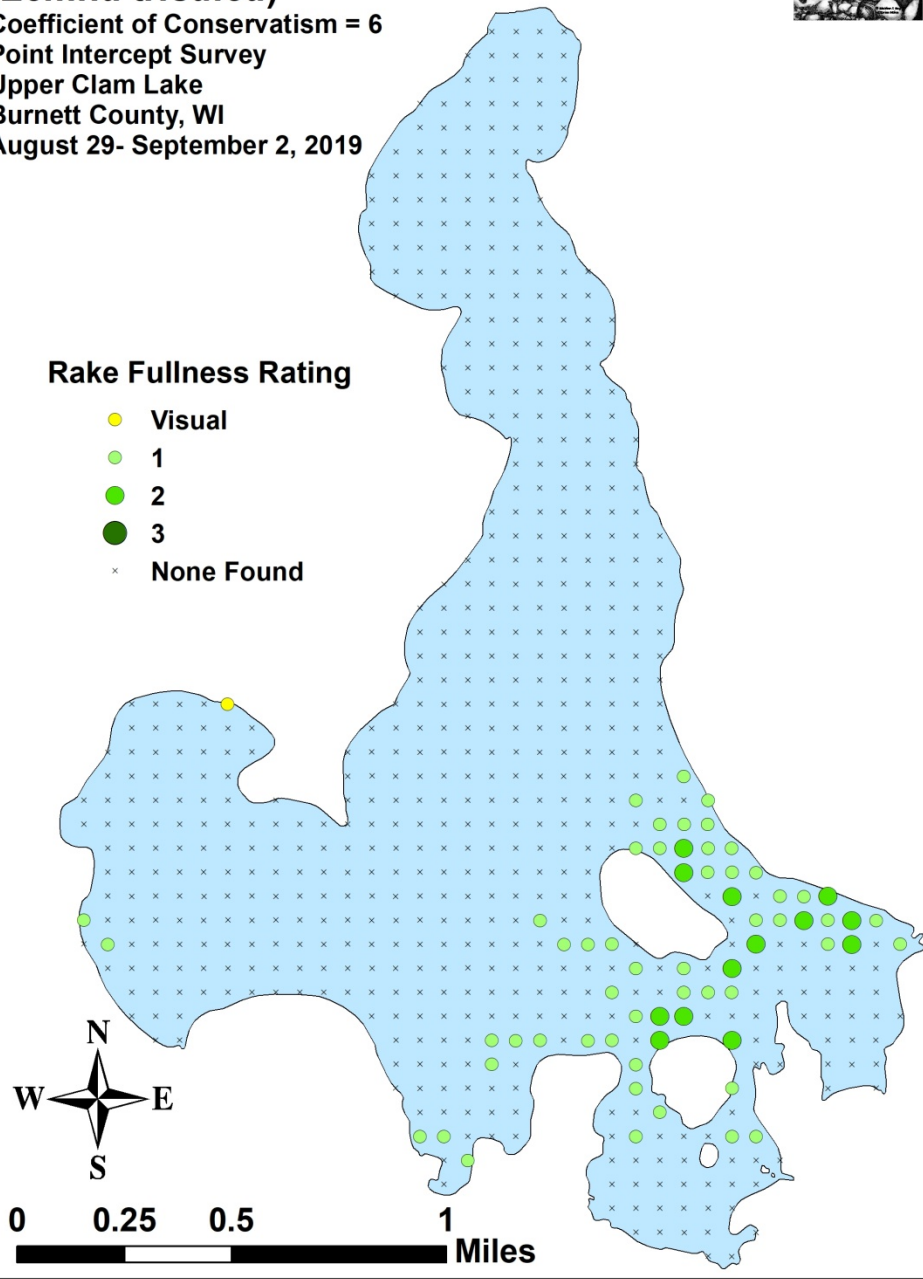 Coefficient of Conservatism = 6
Point Intercept Survey
Upper Clam Lake
Burnett County, WI
August 29- September 2, 2019
Rake Fullness Rating
Visual
1
2
3
None Found
N
W E
S
0 0.25 0.5 1
Miles